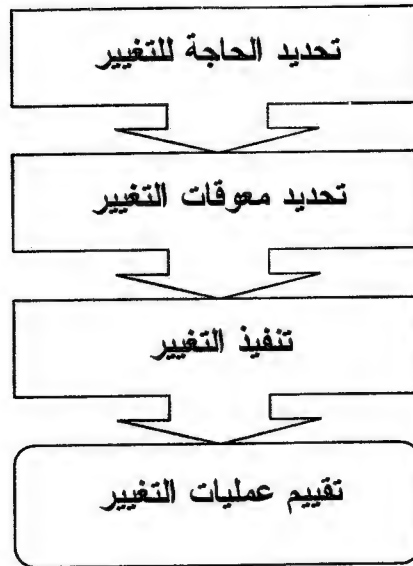 تحديد الحاجة للتغيير
تحديد معوقات التغيير
تنفيذ التغيير
تقييم عمليات التغيير